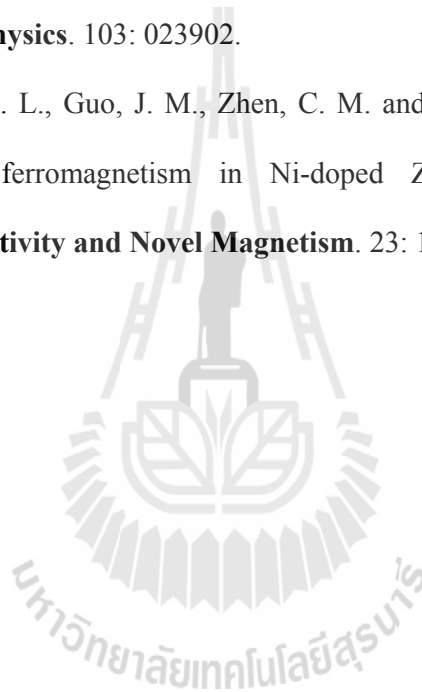 hysics. 103: 023902.
. L., Guo, J. M., Zhen, C. M. and
ferromagnetism in Ni-doped Z
tivity and Novel Magnetism. 23: 1
มหาวิทยาลัยเทคโนโลยีสุรนารี